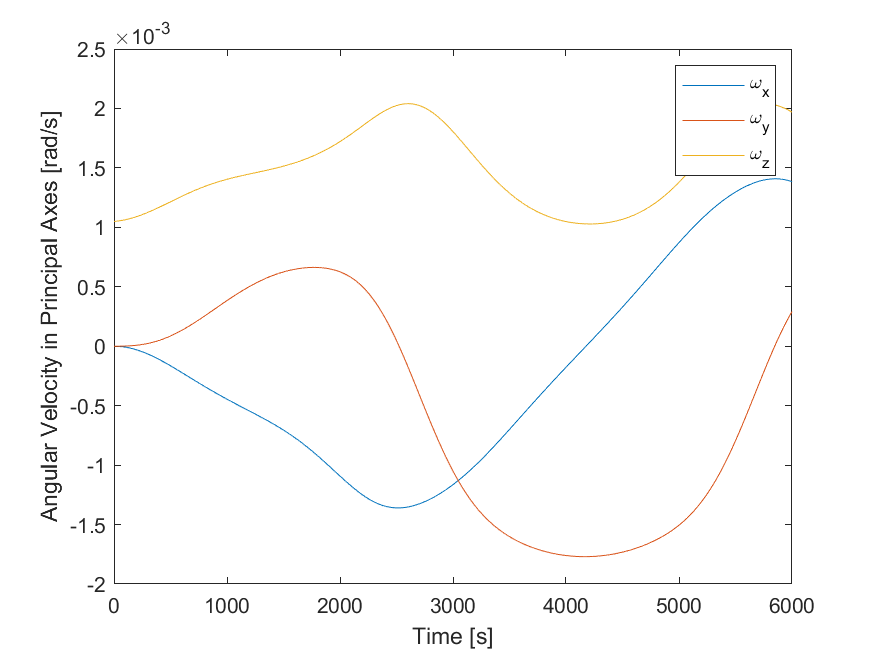 ×10⁻³
2.5
2
1.5
1
0.5
0
-0.5
-1
-1.5
-2
Angular Velocity in Principal Axes [rad/s]
ωx
ωy
ωz
0 1000 2000 3000 4000 5000 6000
Time [s]